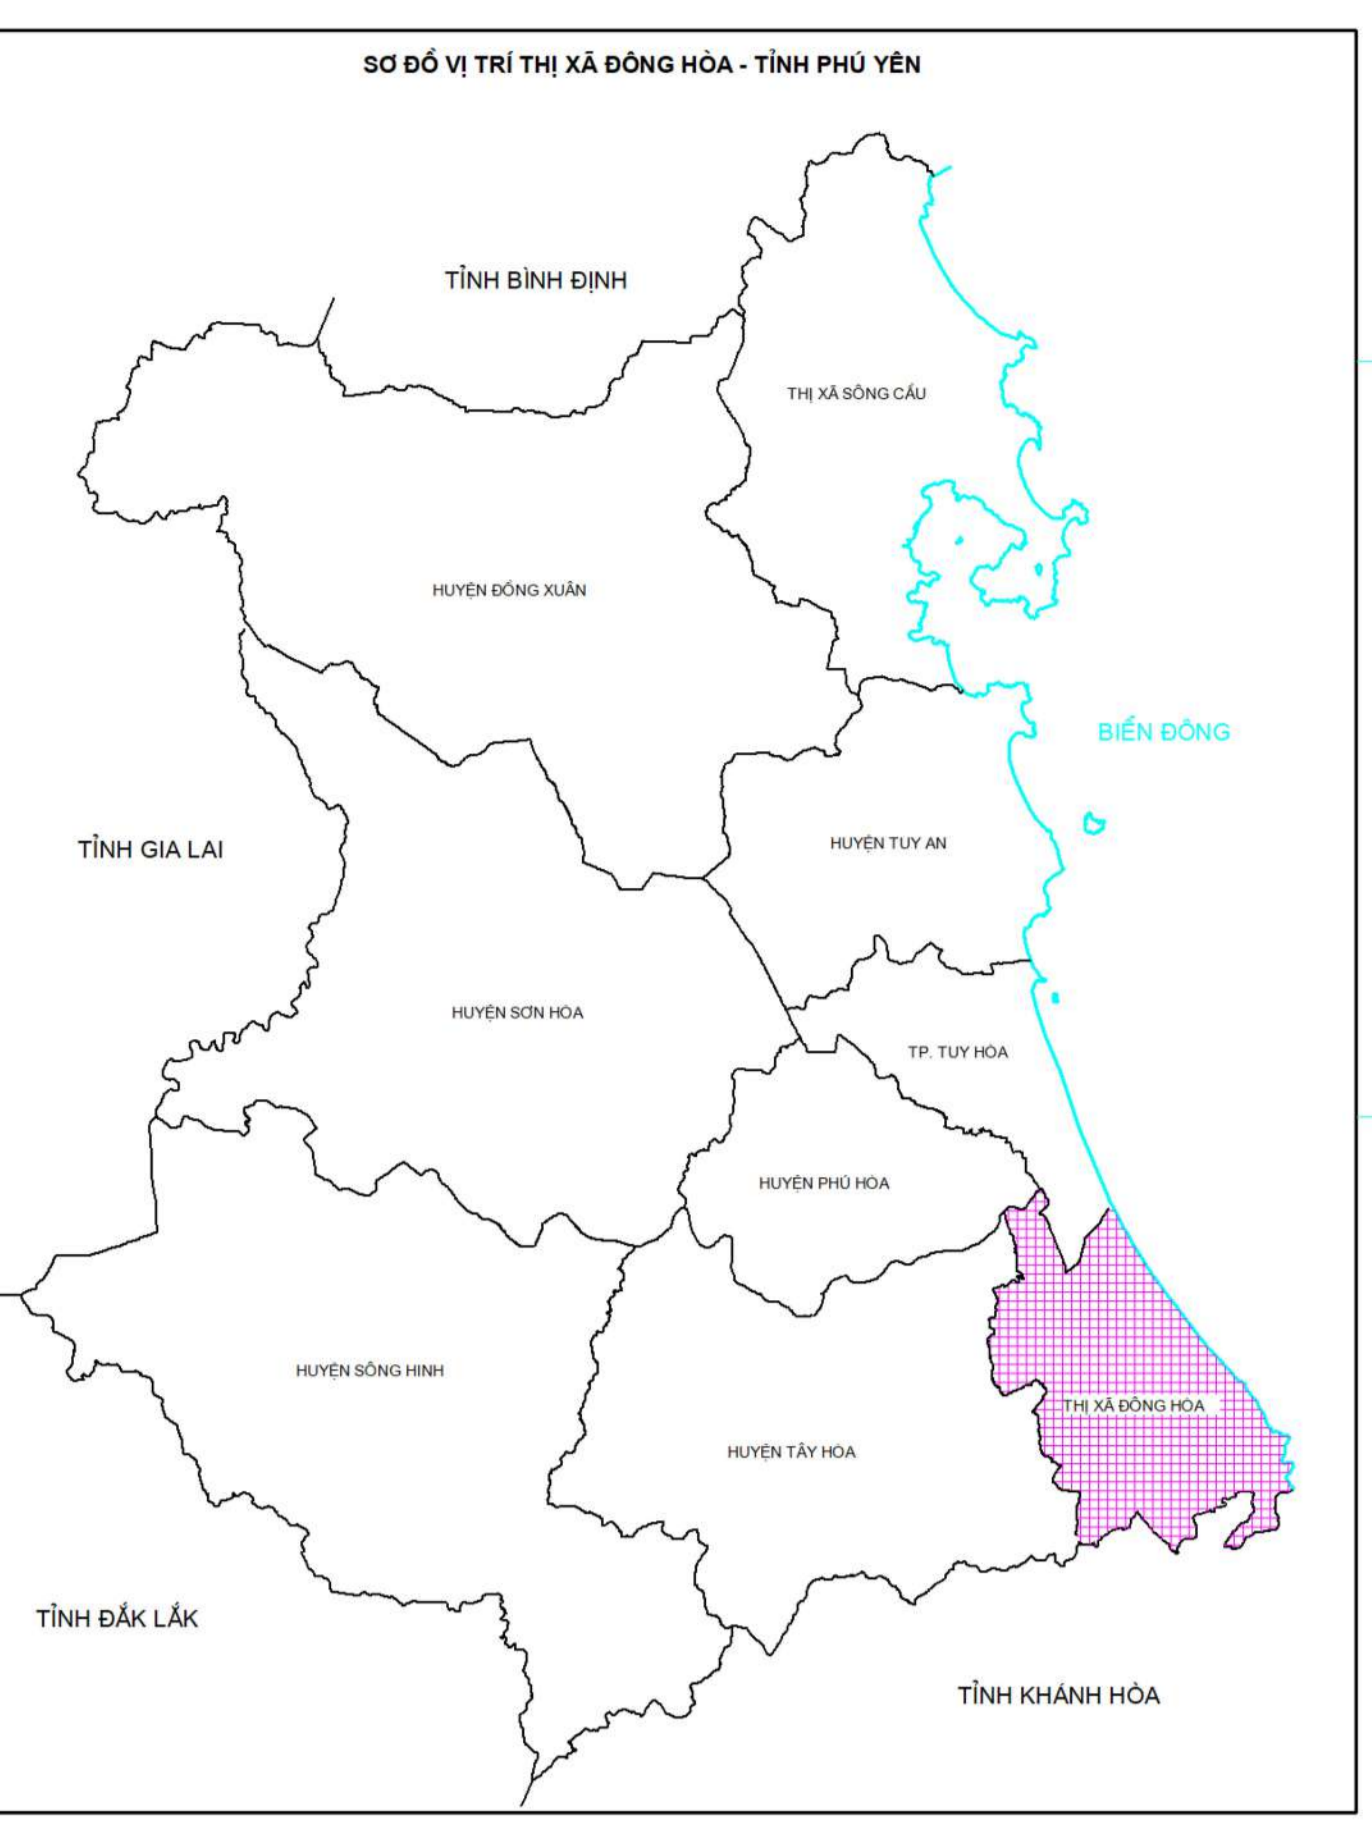 SƠ ĐỒ VỊ TRÍ THỊ XÃ ĐÔNG HÒA - TỈNH PHÚ YÊN
TỈNH BÌNH ĐỊNH
THỊ XÃ SÔNG CẦU
HUYỆN ĐỒNG XUÂN
BIỂN ĐÔNG
HUYỆN TUY AN
TỈNH GIA LAI
HUYỆN SƠN HÒA
TP. TUY HÒA
HUYỆN PHÚ HÒA
HUYỆN SÔNG HINH
THỊ XÃ ĐÔNG HÒA
HUYỆN TÂY HÒA
TỈNH ĐẮK LẮK
TỈNH KHÁNH HÒA